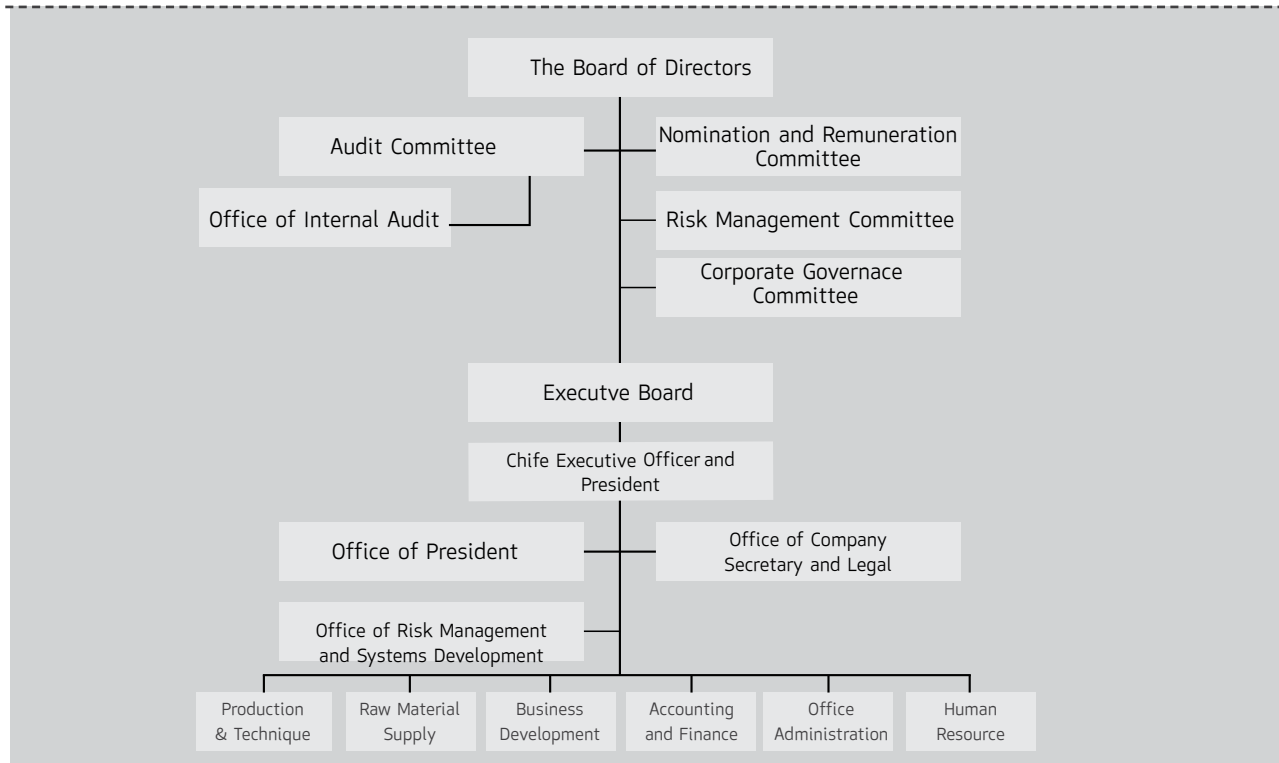 The Board of Directors
Audit Committee
Nomination and Remuneration
Committee
Office of Internal Audit
Risk Management Committee
Corporate Governace
Committee
Executve Board
Chife Executive Officer and
President
Office of President
Office of Company
Secretary and Legal
Office of Risk Management
and Systems Development
Production
& Technique
Raw Material
Supply
Business
Development
Accounting
and Finance
Office
Administration
Human
Resource